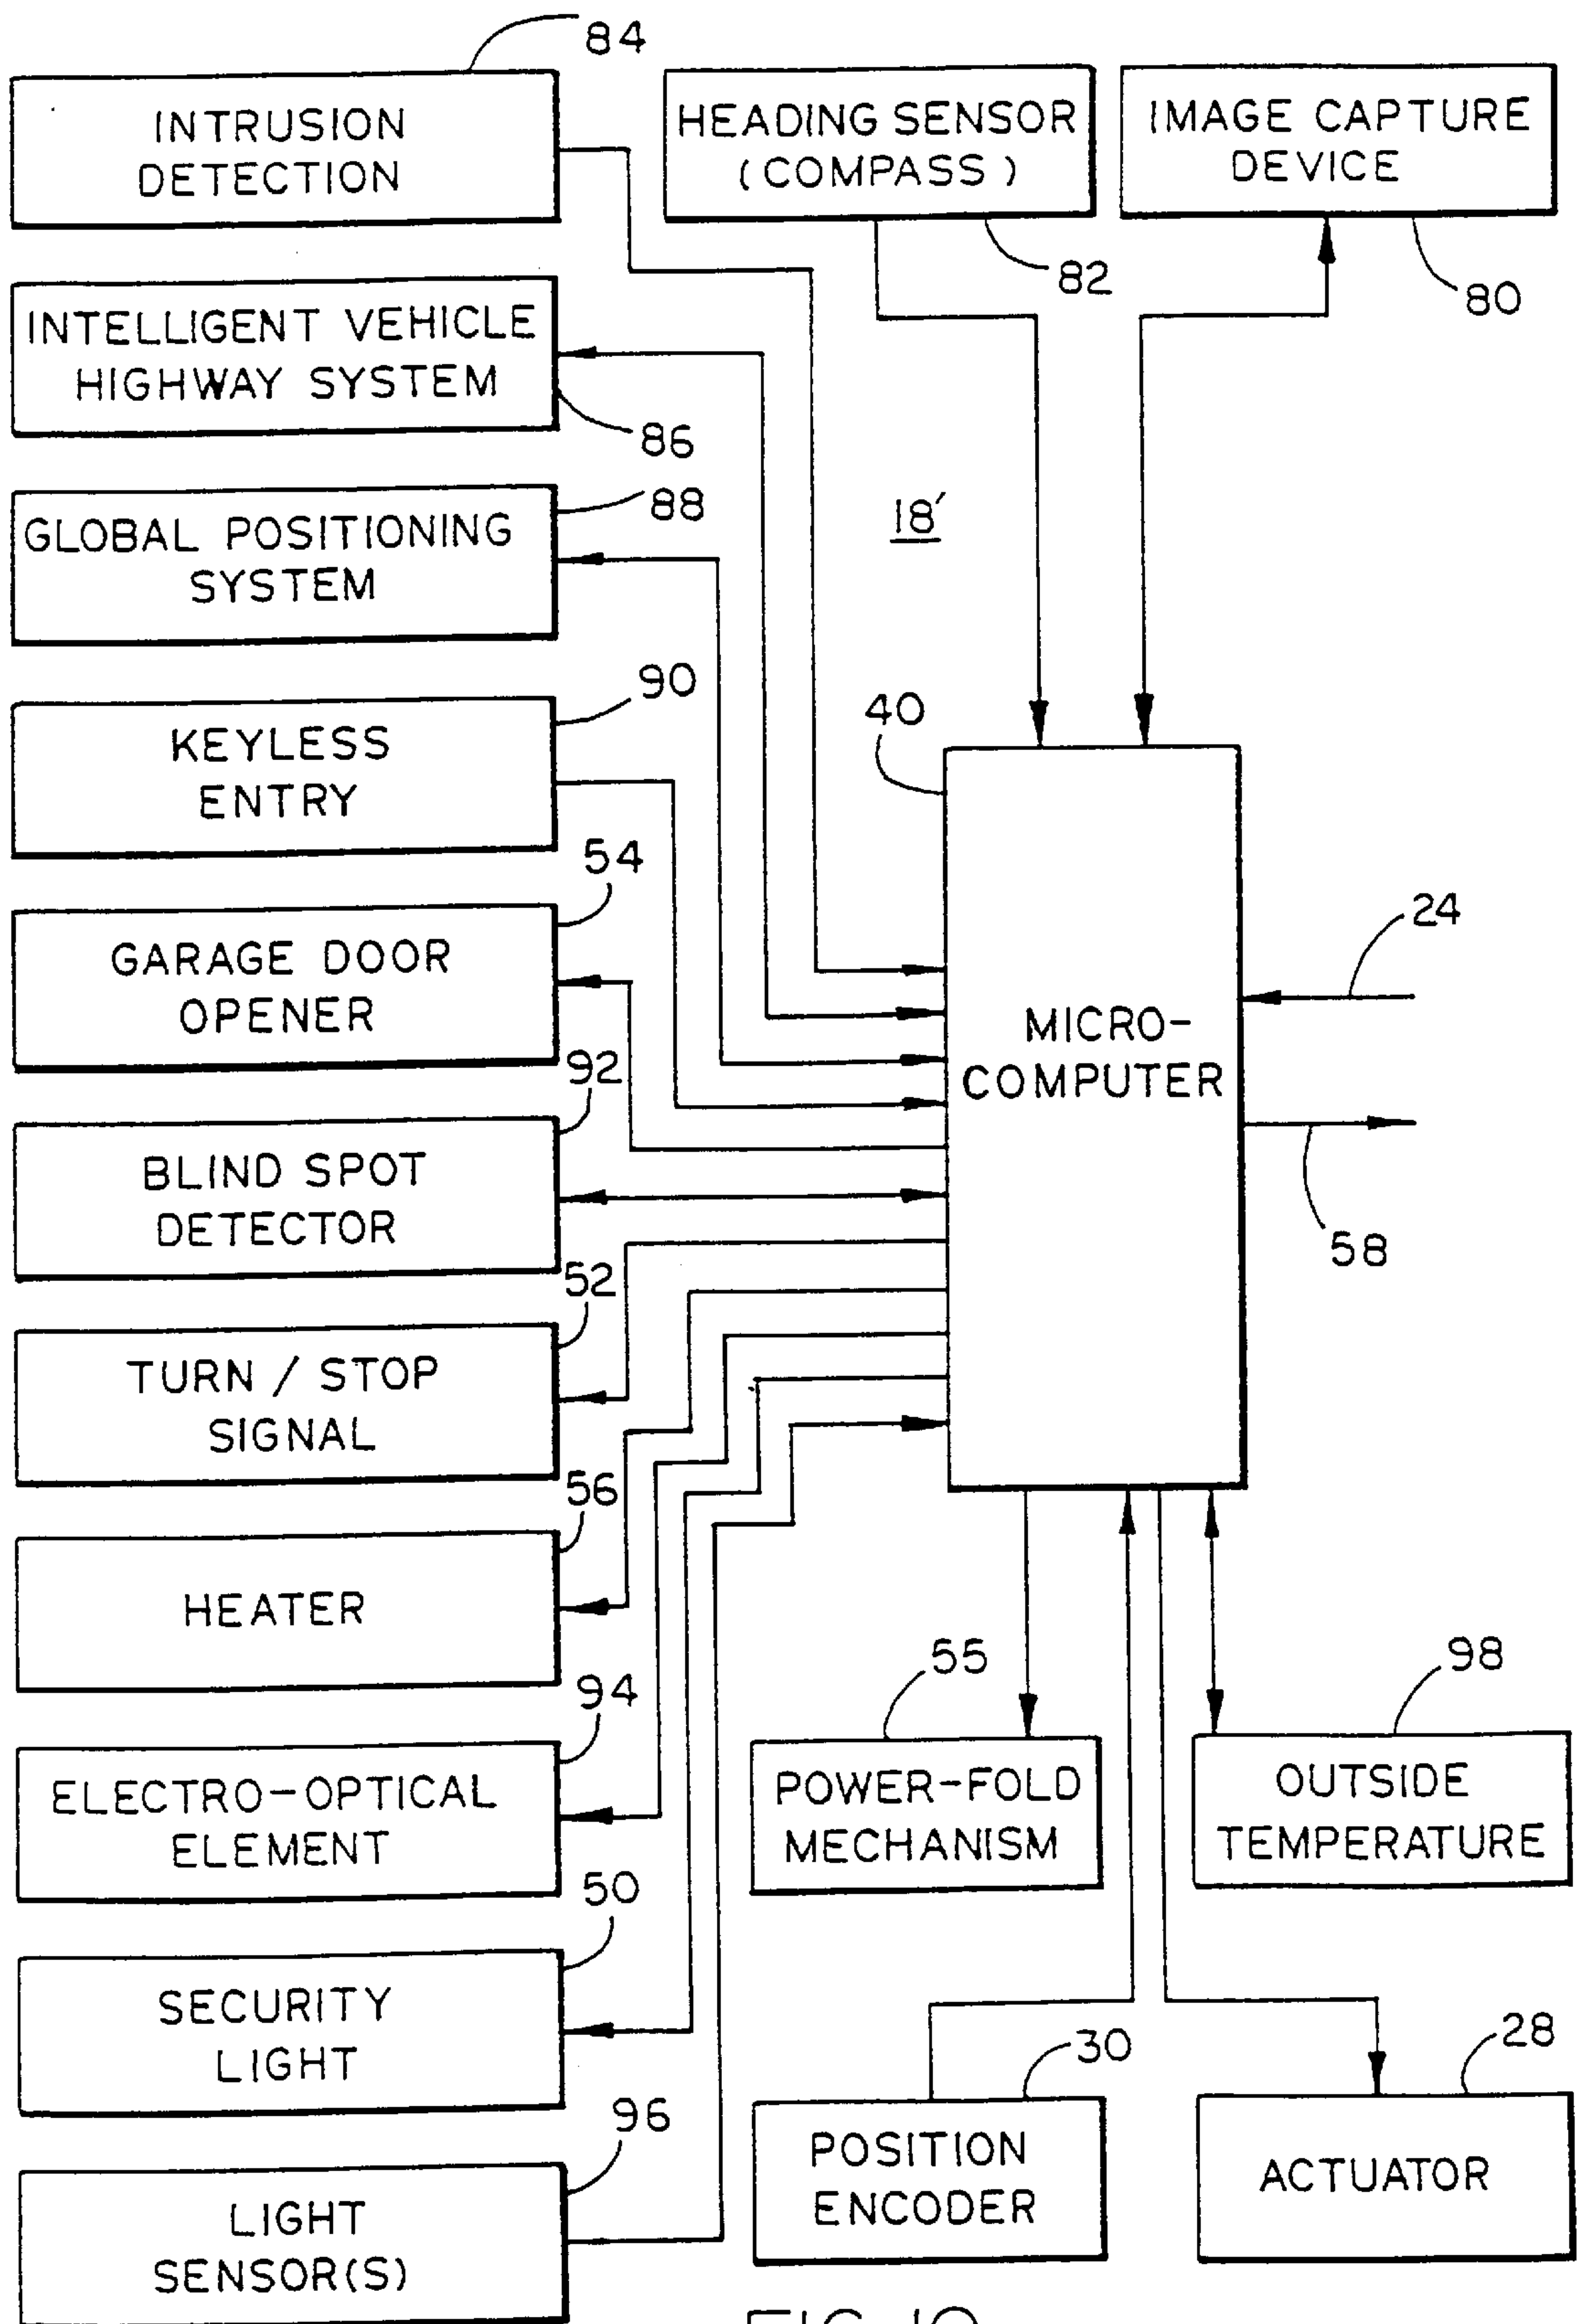 84
INTRUSION
DETECTION
HEADING SENSOR
(COMPASS)
82
IMAGE CAPTURE
DEVICE
80
INTELLIGENT VEHICLE
HIGHWAY SYSTEM
86
88
GLOBAL POSITIONING
SYSTEM
18'
90
KEYLESS
ENTRY
40
54
GARAGE DOOR
OPENER
24
MICRO-
COMPUTER
92
BLIND SPOT
DETECTOR
58
52
TURN / STOP
SIGNAL
56
HEATER
55
POWER-FOLD
MECHANISM
98
OUTSIDE
TEMPERATURE
94
ELECTRO-OPTICAL
ELEMENT
50
SECURITY
LIGHT
30
POSITION
ENCODER
28
ACTUATOR
96
LIGHT
SENSOR(S)